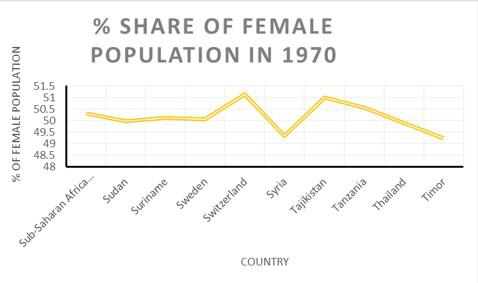 % SHARE OF FEMALE
POPULATION IN 1970
% OF FEMALE POPULATION
51.5
51
50.5
50
49.5
49
48.5
48
Sub-Saharan Africa...
Sudan
Suriname
Sweden
Switzerland
Syria
Tajikistan
Tanzania
Thailand
Timor
COUNTRY